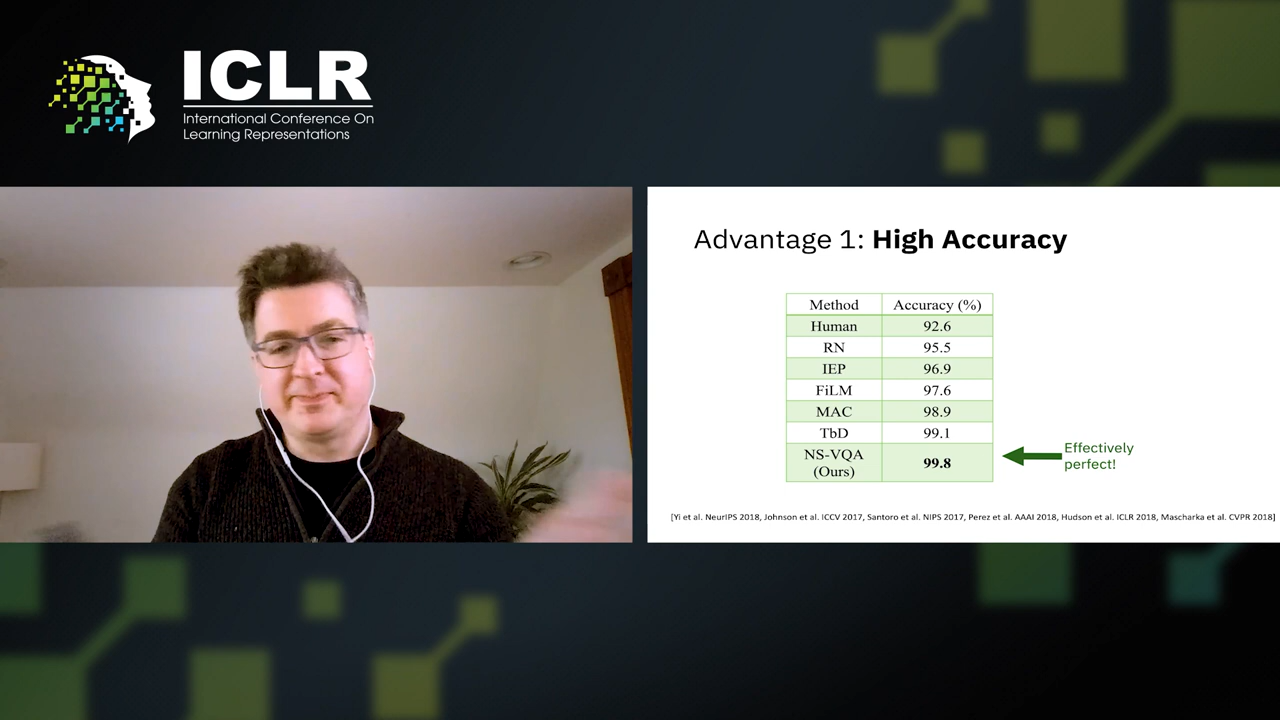 ICLR
International Conference On
Learning Representations
Advantage 1: High Accuracy
Method Accuracy (%)
Human 92.6
RN 95.5
IEP 96.9
FiLM 97.6
MAC 98.9
TbD 99.1
NS-VQA
(Ours) 99.8
Effectively
perfect!
[Yi et al. NeurIPS 2018, Johnson et al. ICCV 2017, Santoro et al. NIPS 2017, Perez et al. AAAI 2018, Hudson et al. ICLR 2018, Mascharka et al. CVPR 2018]